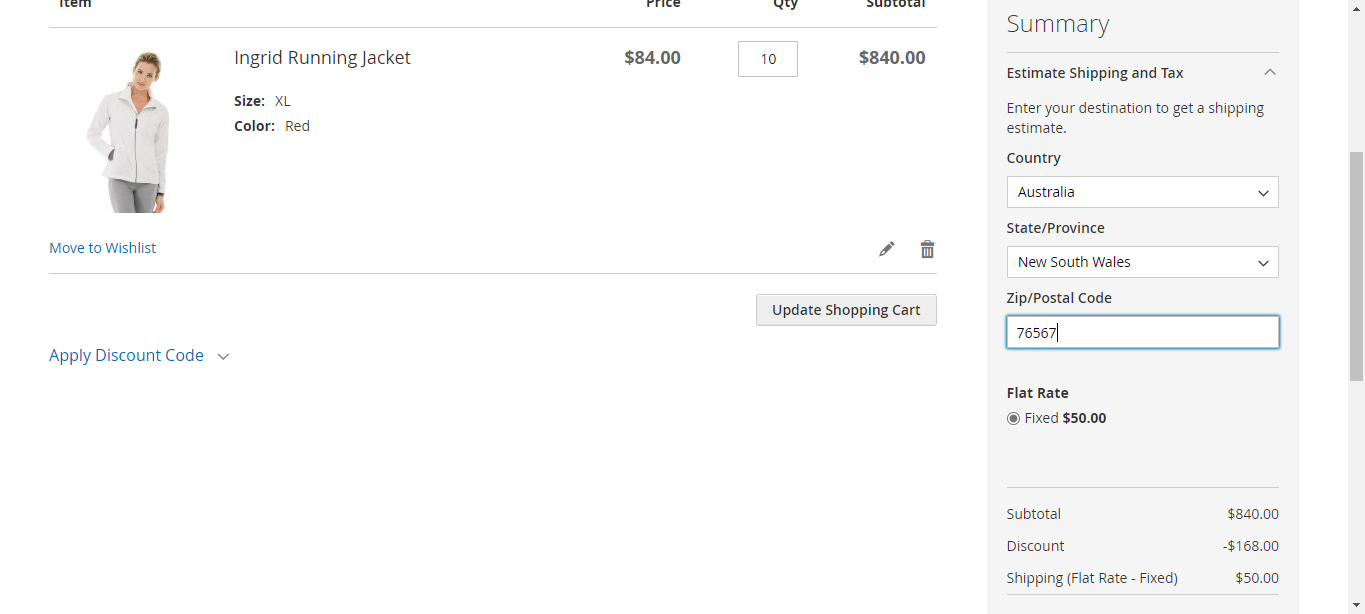 Item Price Qty Subtotal
Ingrid Running Jacket $84.00 10 $840.00
Size: XL
Color: Red
Move to Wishlist
Update Shopping Cart
Apply Discount Code
Summary
Estimate Shipping and Tax
Enter your destination to get a shipping
estimate.
Country
Australia
State/Province
New South Wales
Zip/Postal Code
76567
Flat Rate
Fixed $50.00
Subtotal $840.00
Discount -$168.00
Shipping (Flat Rate - Fixed) $50.00